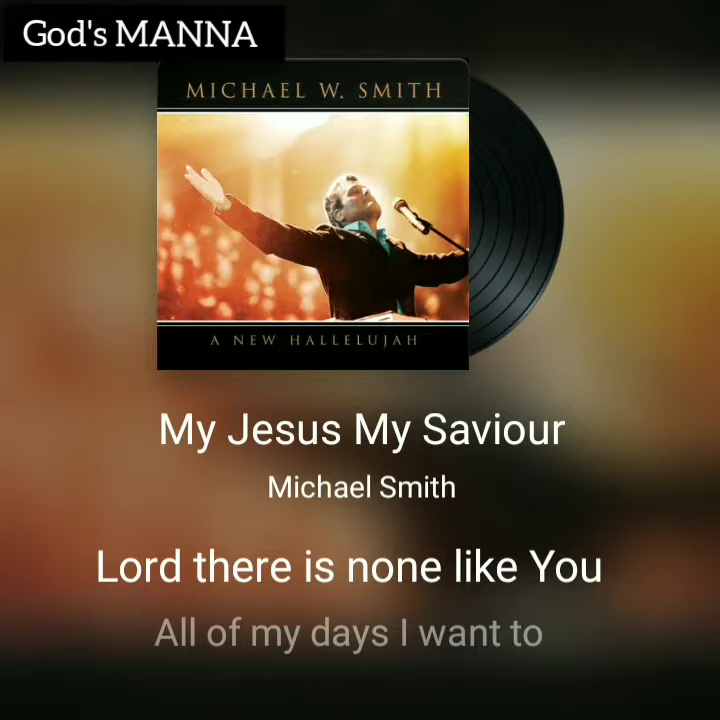 God's MANNA
MICHAEL W. SMITH
A NEW HALLELUJAH
My Jesus My Saviour
Michael Smith
Lord there is none like You
All of my days I want to